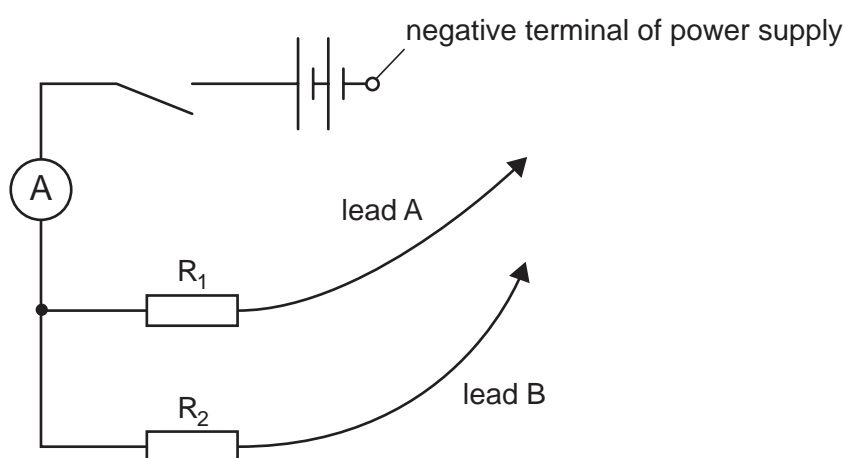 negative terminal of power supply
A
lead A
R₁
lead B
R₂